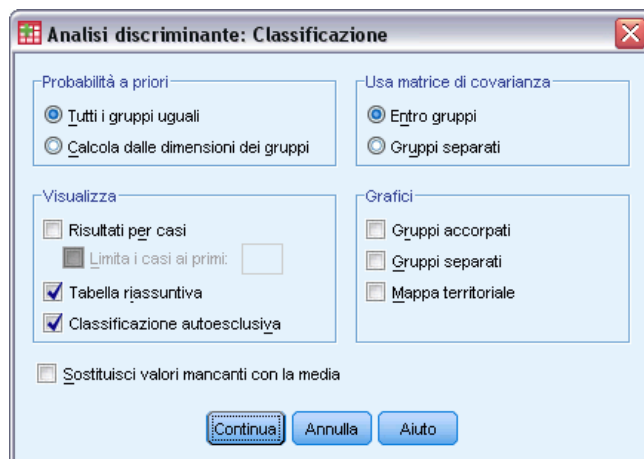 Analisi discriminante: Classificazione
Probabilità a priori
Tutti i gruppi uguali
Calcola dalle dimensioni dei gruppi
Usa matrice di covarianza
Entro gruppi
Gruppi separati
Visualizza
Risultati per casi
Limita i casi ai primi:
Tabella riassuntiva
Classificazione autoesclusiva
Grafici
Gruppi accorpati
Gruppi separati
Mappa territoriale
Sostituisci valori mancanti con la media
Continua
Annulla
Aiuto